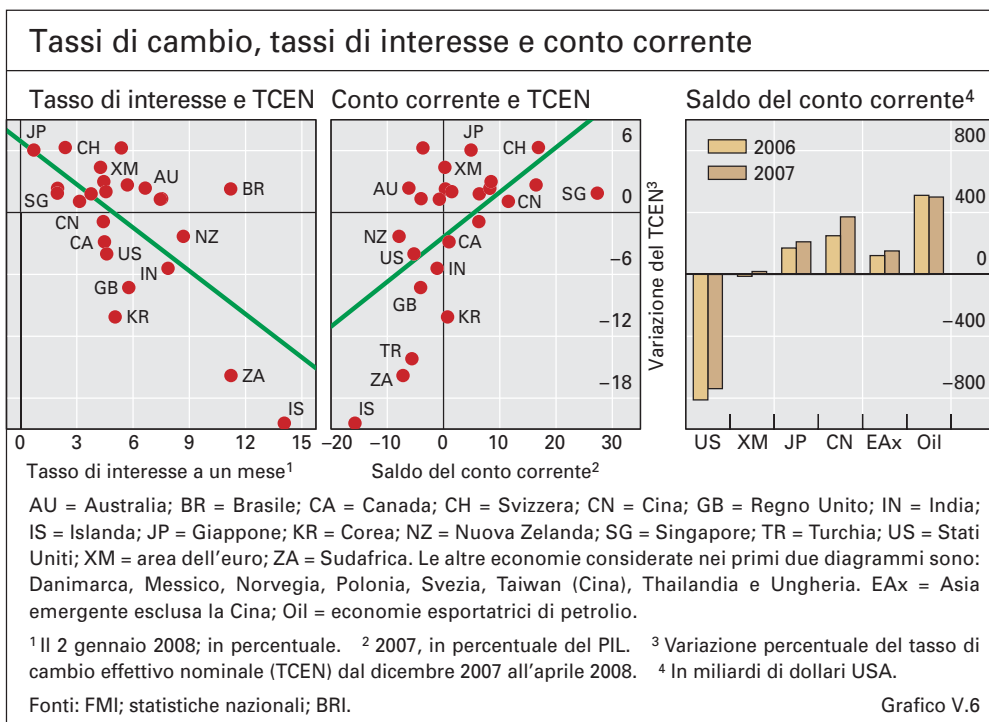 Tassi di cambio, tassi di interesse e conto corrente
Tasso di interesse e TCEN
JP
CH
XM
AU
BR
SG
CN
NZ
CA
US
IN
GB
KR
ZA
IS
0 3 6 9 12 15
Tasso di interesse a un mese¹
Conto corrente e TCEN
JP
CH
XM
AU
SG
CN
NZ
CA
US
IN
GB
KR
TR
ZA
IS
6
0
–6
–12
–18
–20 –10 0 10 20 30
Saldo del conto corrente²
Variazione del TCEN³
Saldo del conto corrente⁴
2006
2007
800
400
0
–400
–800
US XM JP CN EAx Oil
AU = Australia; BR = Brasile; CA = Canada; CH = Svizzera; CN = Cina; GB = Regno Unito; IN = India;
IS = Islanda; JP = Giappone; KR = Corea; NZ = Nuova Zelanda; SG = Singapore; TR = Turchia; US = Stati
Uniti; XM = area dell'euro; ZA = Sudafrica. Le altre economie considerate nei primi due diagrammi sono:
Danimarca, Messico, Norvegia, Polonia, Svezia, Taiwan (Cina), Thailandia e Ungheria. EAx = Asia
emergente esclusa la Cina; Oil = economie esportatrici di petrolio.
¹ Il 2 gennaio 2008; in percentuale. ² 2007, in percentuale del PIL. ³ Variazione percentuale del tasso di
cambio effettivo nominale (TCEN) dal dicembre 2007 all'aprile 2008. ⁴ In miliardi di dollari USA.
Fonti: FMI; statistiche nazionali; BRI. Grafico V.6